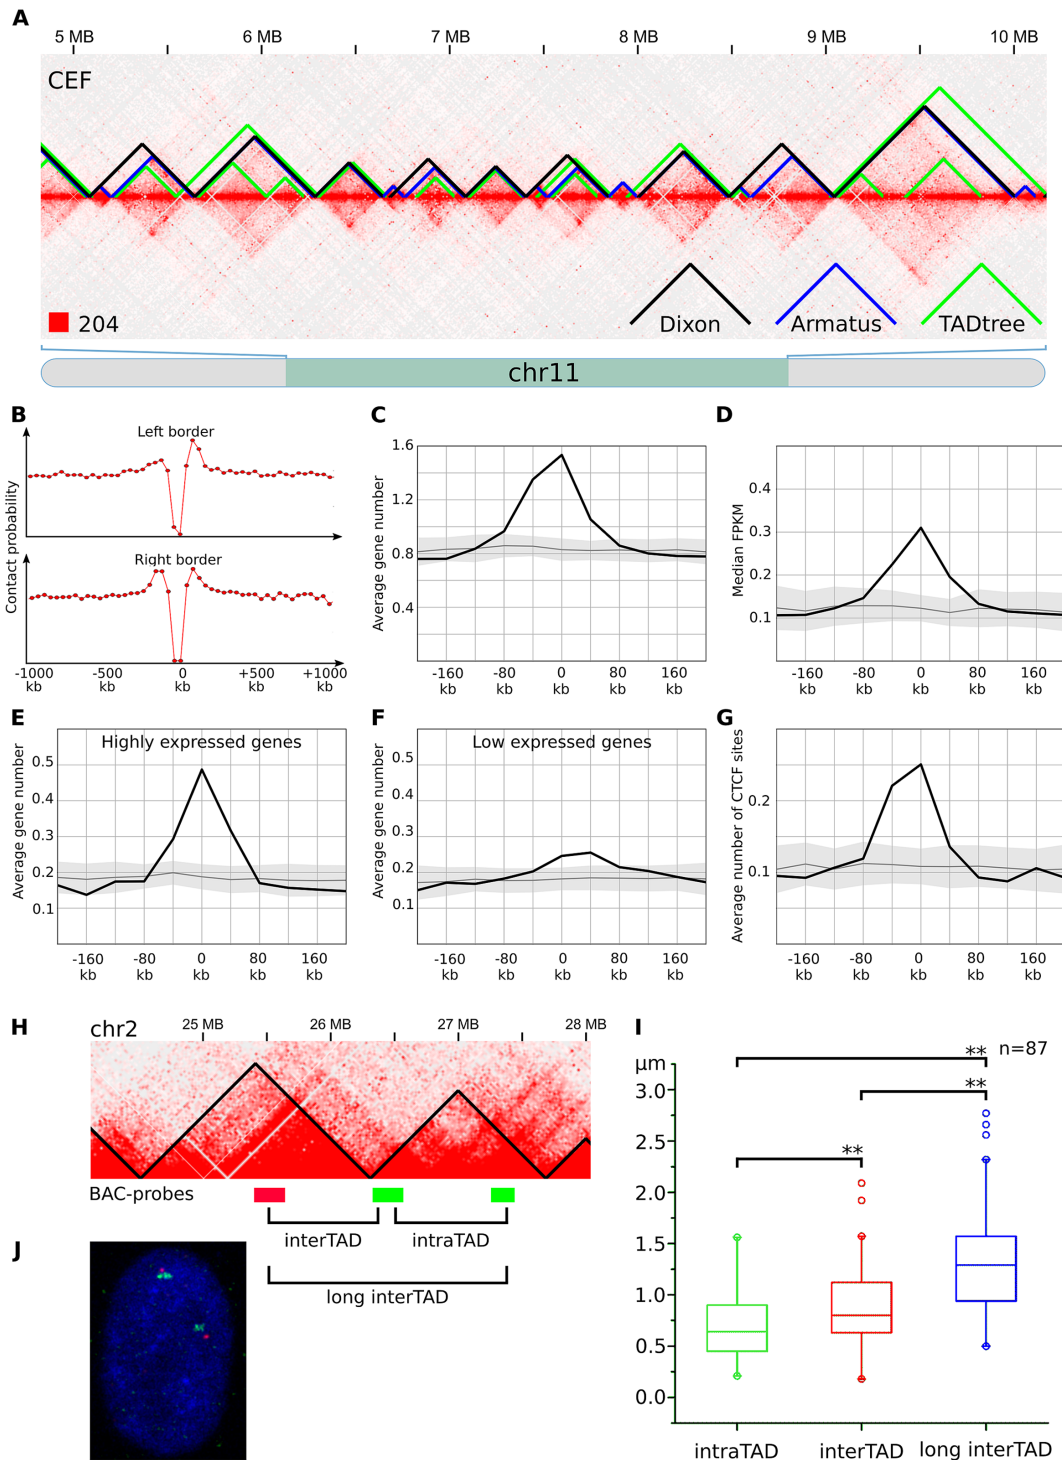 A
5 MB 6 MB 7 MB 8 MB 9 MB 10 MB
CEF
204
Dixon Armatus TADtree
chr11
B
Left border
Right border
Contact probability
-1000 kb -500 kb 0 kb +500 kb +1000 kb
C
Average gene number
1.6
1.2
0.8
0.4
-160 kb -80 kb 0 kb 80 kb 160 kb
D
Median FPKM
0.4
0.3
0.2
0.1
-160 kb -80 kb 0 kb 80 kb 160 kb
E
Highly expressed genes
Average gene number
0.5
0.4
0.3
0.2
0.1
-160 kb -80 kb 0 kb 80 kb 160 kb
F
Low expressed genes
Average gene number
0.5
0.4
0.3
0.2
0.1
-160 kb -80 kb 0 kb 80 kb 160 kb
G
Average number of CTCF sites
0.2
0.1
-160 kb -80 kb 0 kb 80 kb 160 kb
H
chr2
25 MB 26 MB 27 MB 28 MB
BAC-probes
interTAD intraTAD
long interTAD
I
n=87
µm
**
**
**
3.0
2.5
2.0
1.5
1.0
0.5
0.0
intraTAD interTAD long interTAD
J